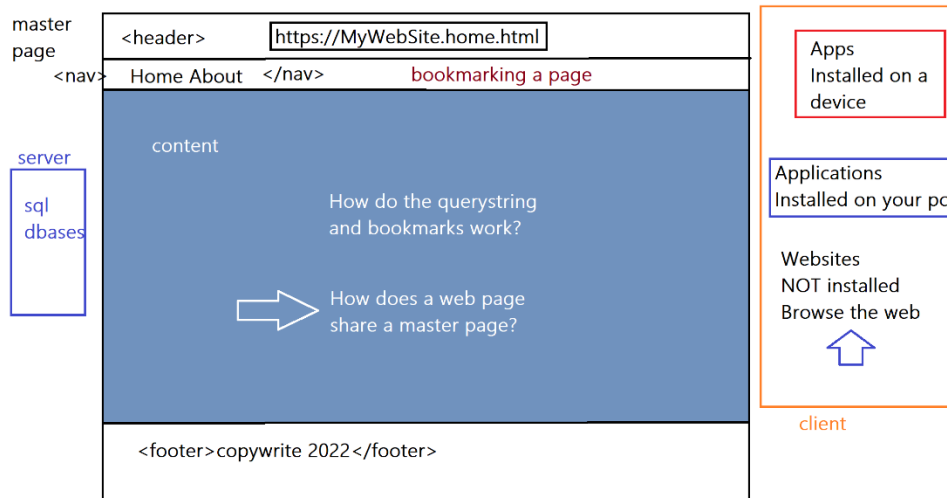 master
page
<header>
https://MyWebSite.home.html
<nav>
Home About
</nav>
bookmarking a page
content
How do the querystring
and bookmarks work?
How does a web page
share a master page?
<footer>copywrite 2022</footer>
server
sql
dbases
Apps
Installed on a
device
Applications
Installed on your pc
Websites
NOT installed
Browse the web
client